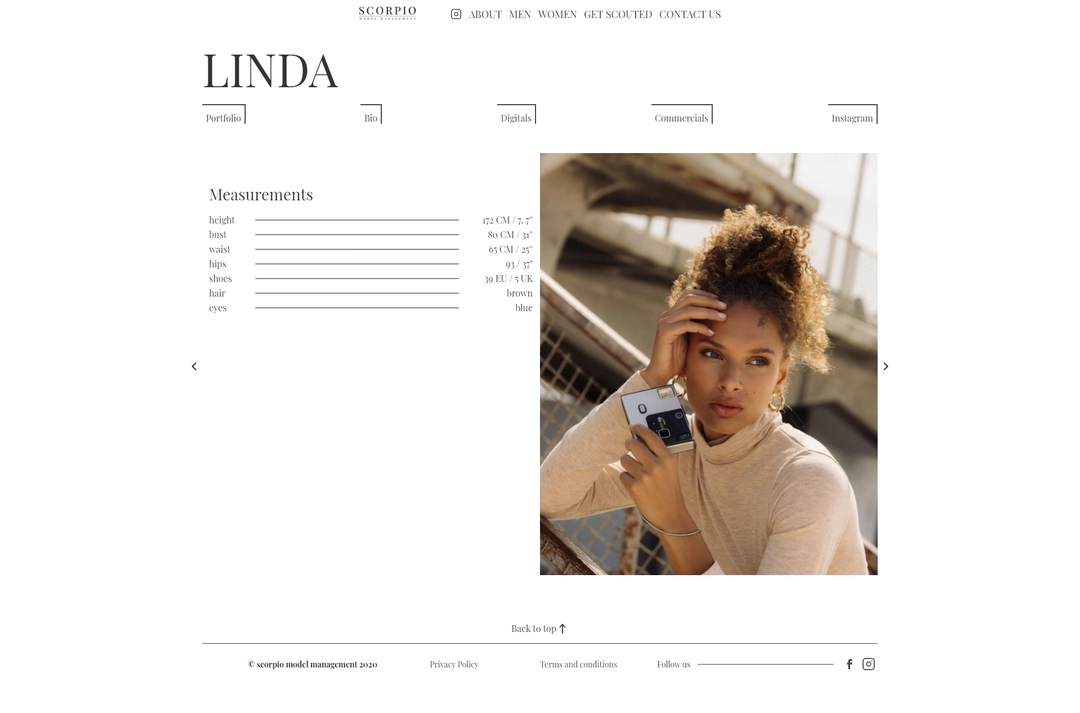 SCORPIO
MODEL MANAGEMENT
ABOUT MEN WOMEN GET SCOUTED CONTACT US
LINDA
Portfolio
Bio
Digitals
Commercials
Instagram
Measurements
height 172 CM / 7, 7"
bust 80 CM / 31"
waist 65 CM / 25"
hips 93 / 37"
shoes 39 EU / 5 UK
hair brown
eyes blue
Back to top
© scorpio model management 2020 Privacy Policy Terms and conditions Follow us